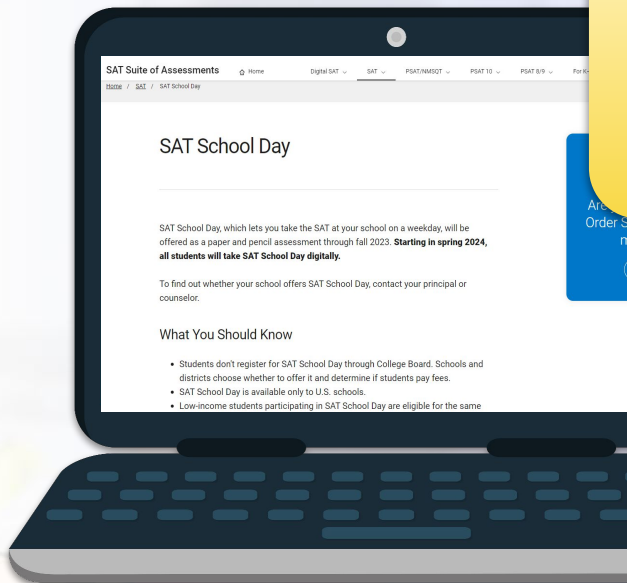 SAT Suite of Assessments Home Digital SAT SAT PSAT/NMSQT PSAT 10 PSAT 8/9
Home / SAT / SAT School Day
SAT School Day
SAT School Day, which lets you take the SAT at your school on a weekday, will be
offered as a paper and pencil assessment through fall 2023. Starting in spring 2024,
all students will take SAT School Day digitally.
To find out whether your school offers SAT School Day, contact your principal or
counselor.
What You Should Know
• Students don't register for SAT School Day through College Board. Schools and
districts choose whether to offer it and determine if students pay fees.
• SAT School Day is available only to U.S. schools.
• Low-income students participating in SAT School Day are eligible for the same
Order